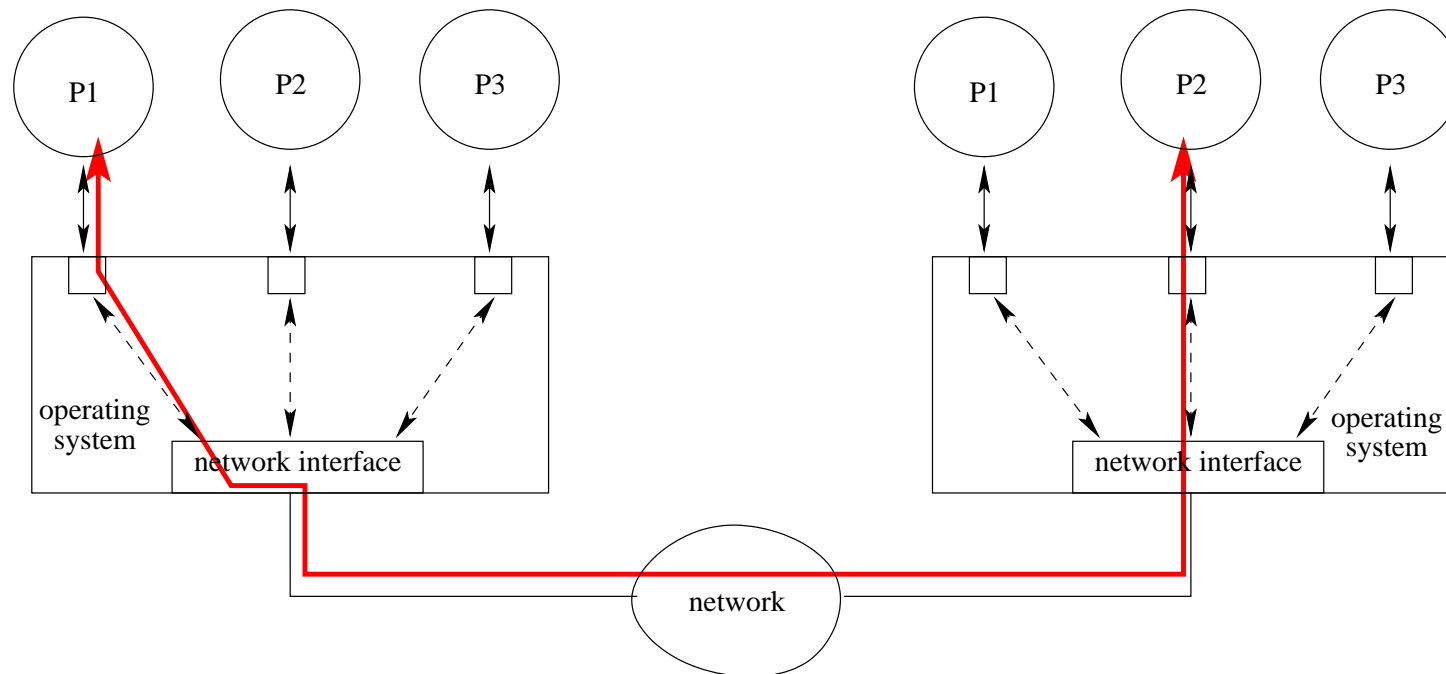 P1
P2
P3
P1
P2
P3
operating
system
network interface
network interface
operating
system
network